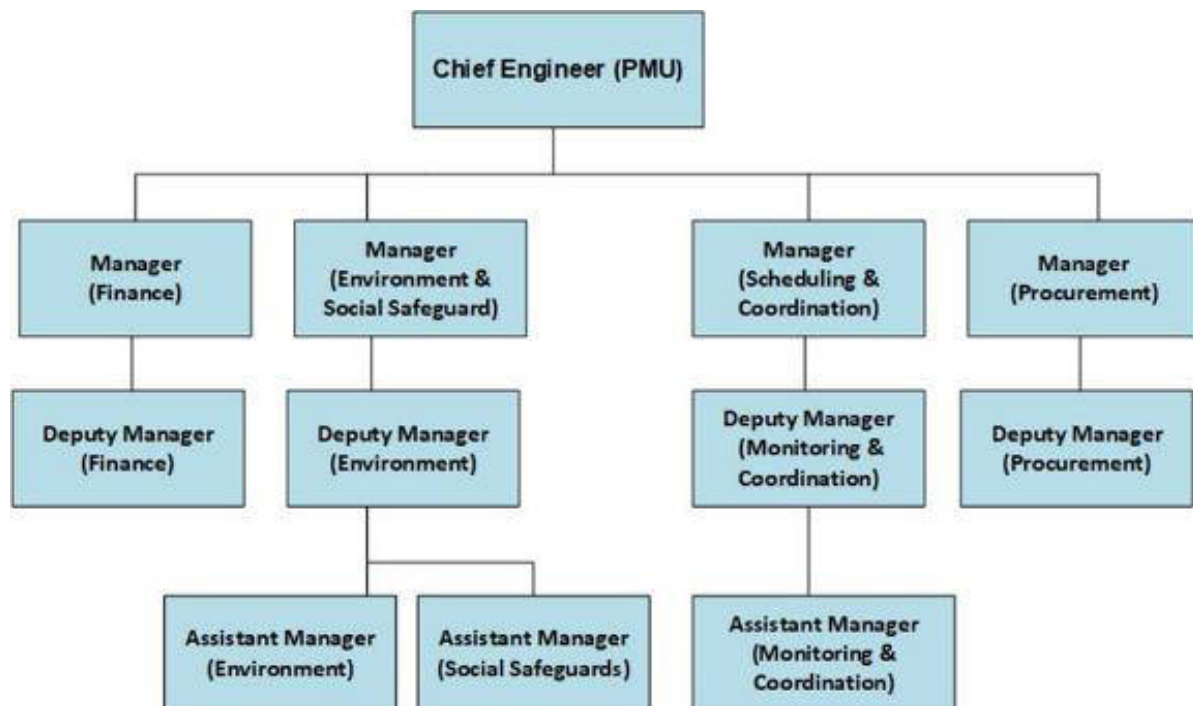 Chief Engineer (PMU)
Manager
(Finance)
Manager
(Environment &
Social Safeguard)
Manager
(Scheduling &
Coordination)
Manager
(Procurement)
Deputy Manager
(Finance)
Deputy Manager
(Environment)
Deputy Manager
(Monitoring &
Coordination)
Deputy Manager
(Procurement)
Assistant Manager
(Environment)
Assistant Manager
(Social Safeguards)
Assistant Manager
(Monitoring &
Coordination)